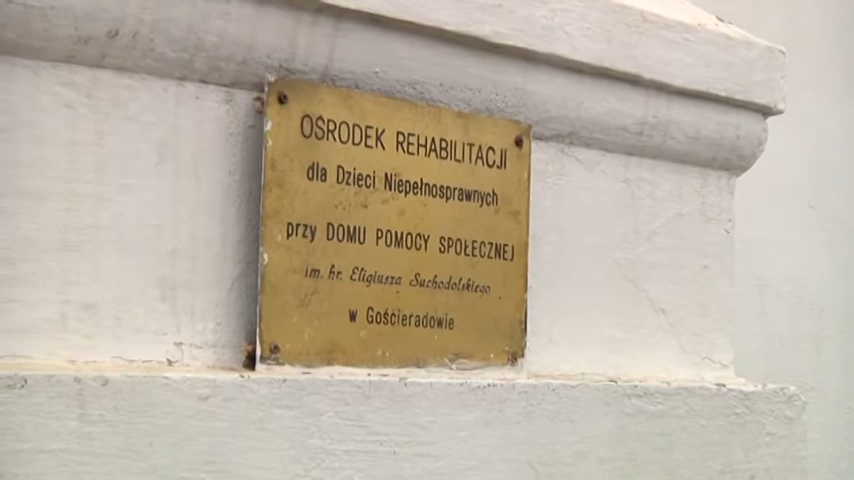 OŚRODEK REHABILITACJI
dla Dzieci Niepełnosprawnych
przy DOMU POMOCY SPOŁECZNEJ
im. hr. Eligiusza Suchodolskiego
w Gościeradowie